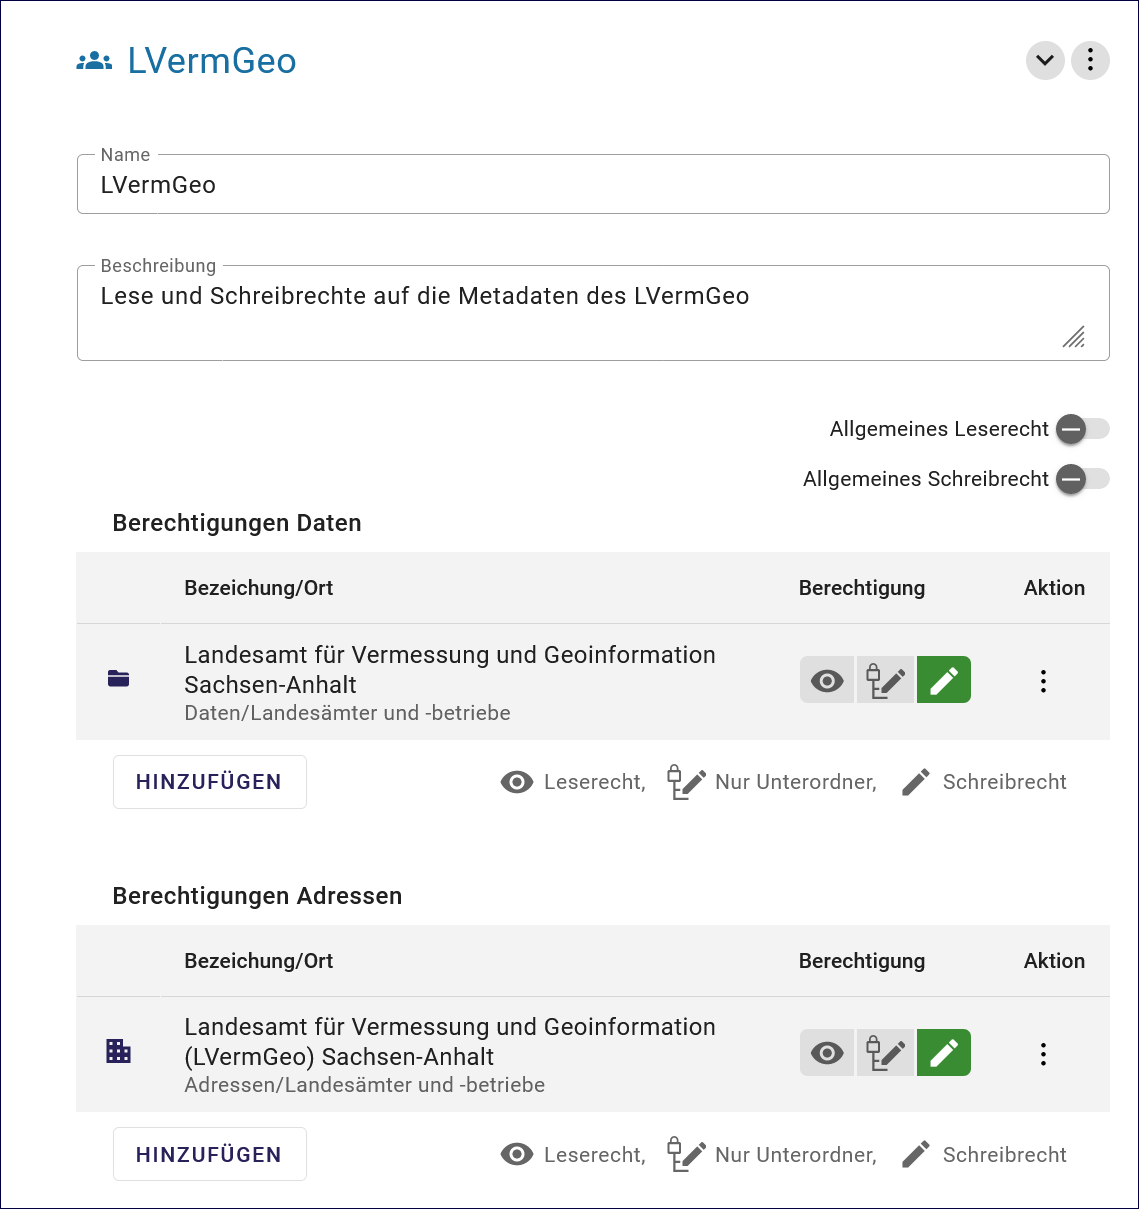 LVermGeo
Name
LVermGeo
Beschreibung
Lese und Schreibrechte auf die Metadaten des LVermGeo
Allgemeines Leserecht
Allgemeines Schreibrecht
Berechtigungen Daten
Bezeichung/Ort Berechtigung Aktion
Landesamt für Vermessung und Geoinformation
Sachsen-Anhalt
Daten/Landesämter und -betriebe
HINZUFÜGEN Leserecht, Nur Unterordner, Schreibrecht
Berechtigungen Adressen
Bezeichung/Ort Berechtigung Aktion
Landesamt für Vermessung und Geoinformation
(LVermGeo) Sachsen-Anhalt
Adressen/Landesämter und -betriebe
HINZUFÜGEN Leserecht, Nur Unterordner, Schreibrecht